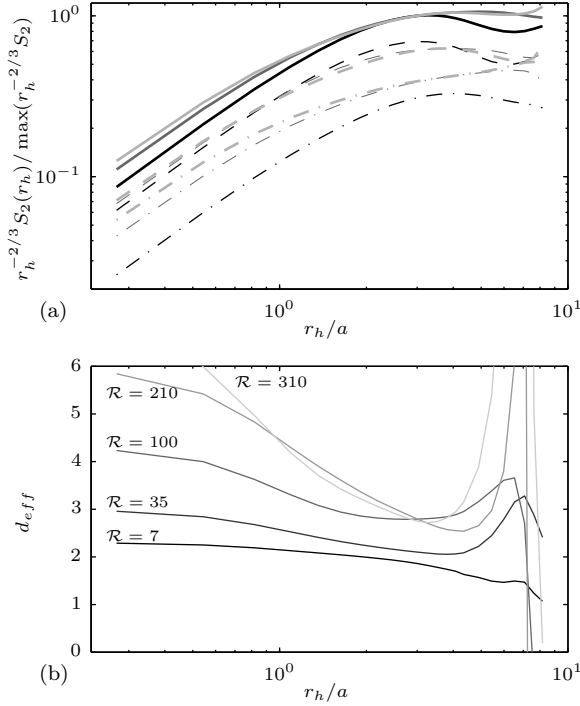 r_h^{-2/3} S_2(r_h)/ max(r_h^{-2/3} S_2)
10^0
10^{-1}
10^0
10^1
(a)
r_h/a
d_{eff}
6
5
4
3
2
1
0
ℛ = 310
ℛ = 210
ℛ = 100
ℛ = 35
ℛ = 7
10^0
10^1
(b)
r_h/a